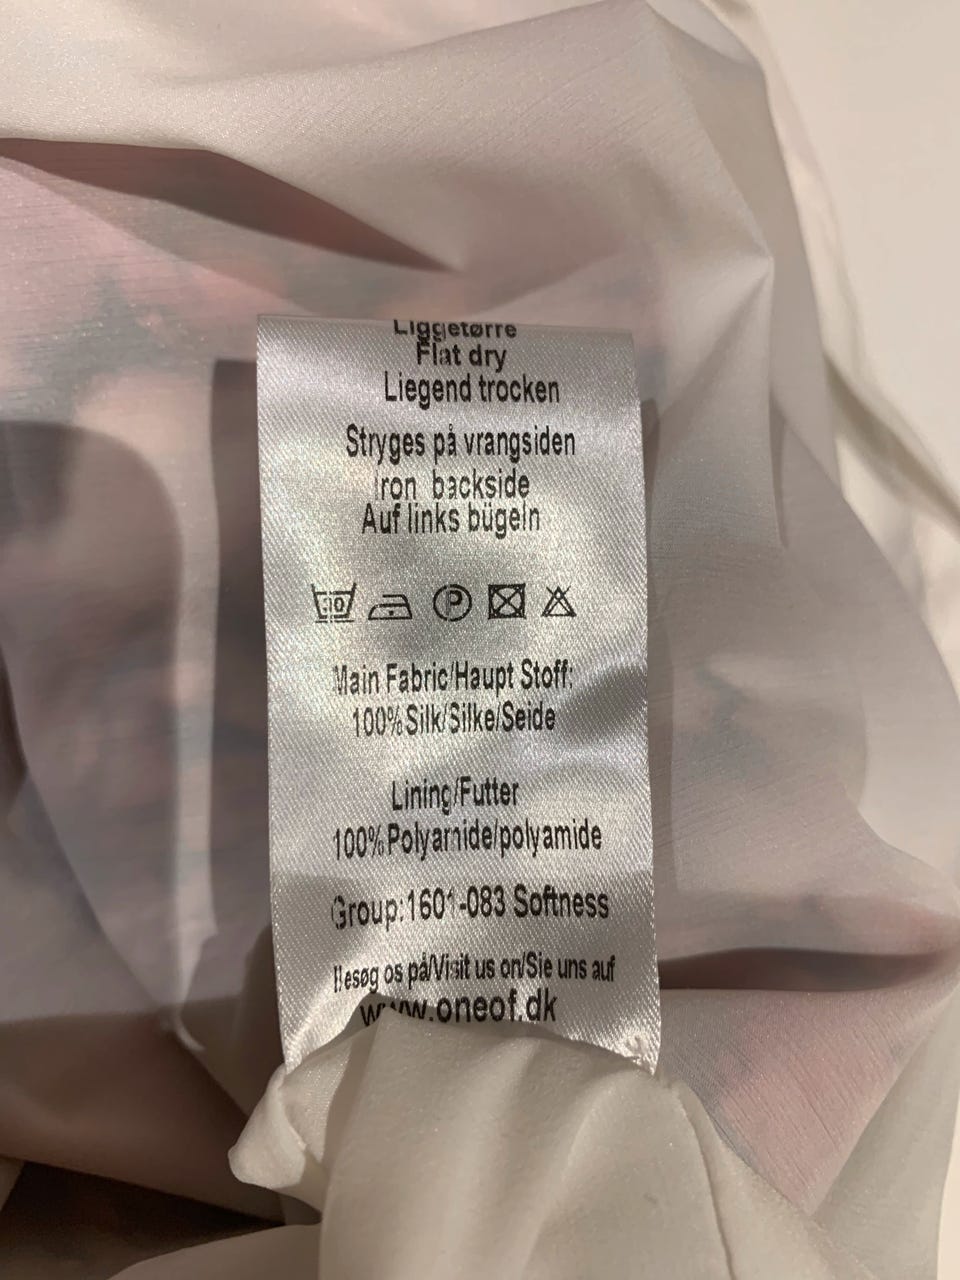 Liggetørre
Flat dry
Liegend trocken
Stryges på vrangsiden
Iron backside
Auf links bügeln
30 P
Main Fabric/Haupt Stoff:
100% Silk/Silke/Seide
Lining/Futter
100% Polyamide/polyamide
Group:1601-083 Softness
Besøg os på/Visit us on/Sie uns auf
www.oneof.dk